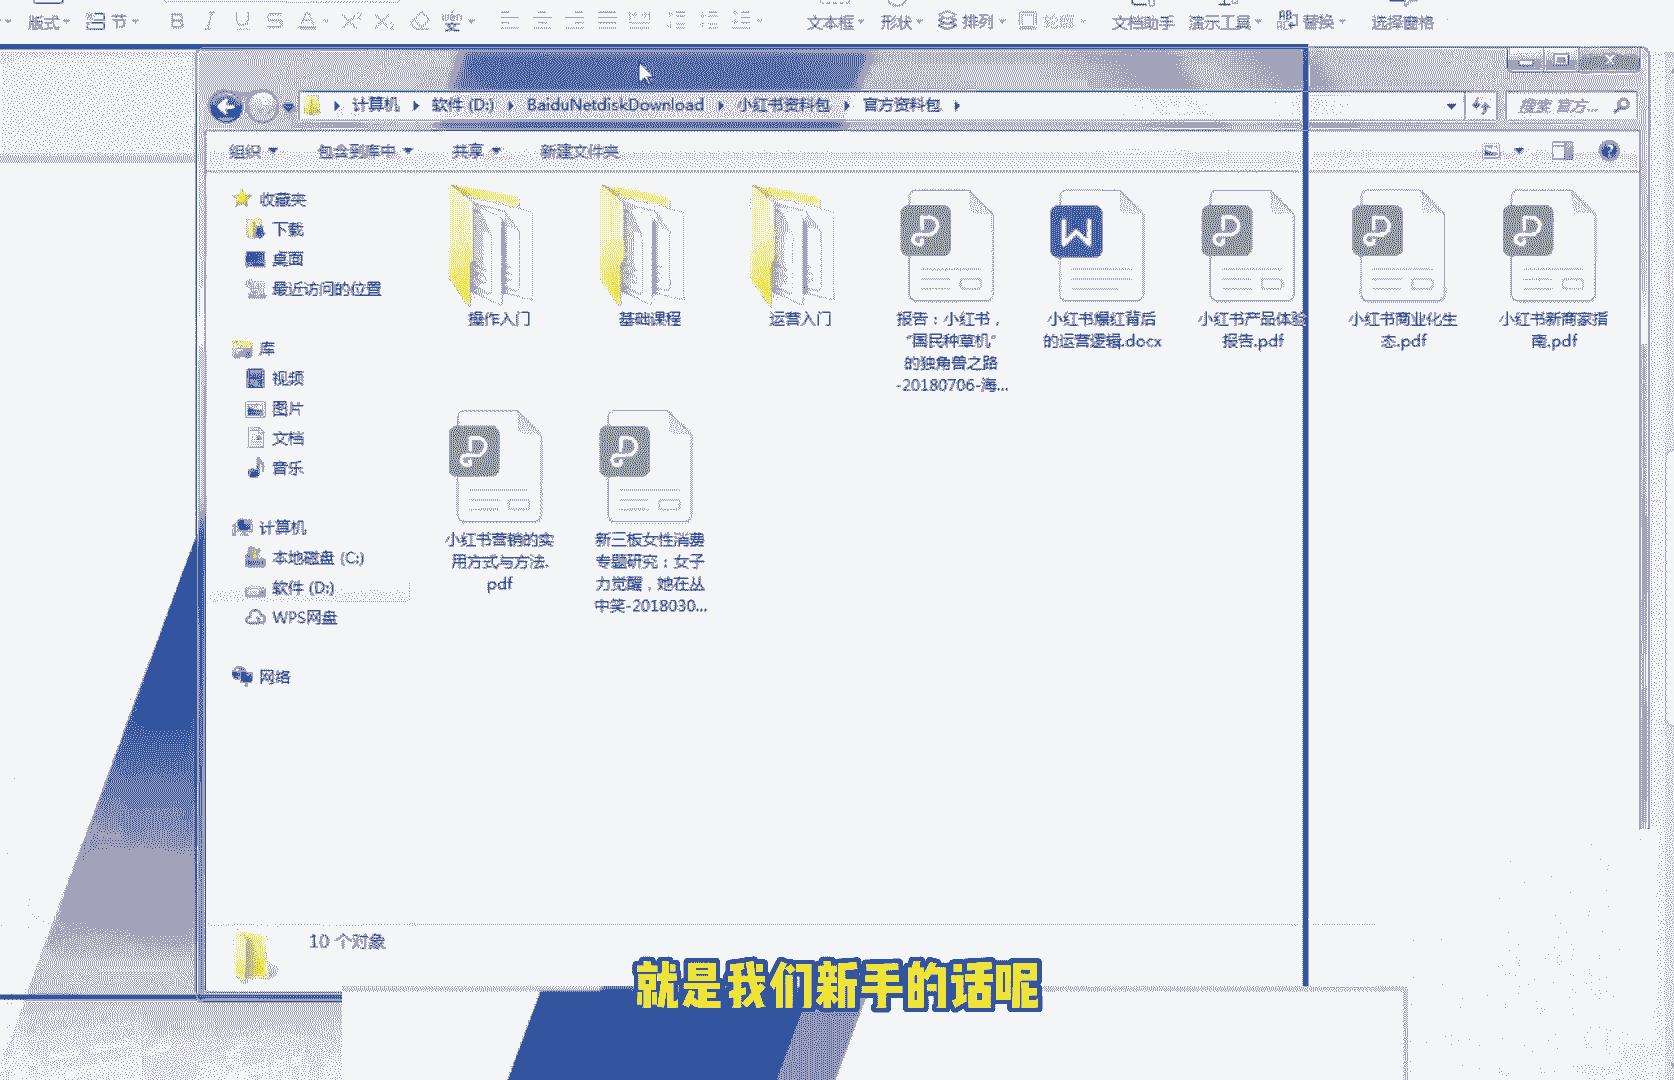 版式 节 B I U S A X² X₂ wén 文 文本框 形状 排列 轮廓 文档助手 演示工具 替换 选择窗格
计算机 软件 (D:) BaiduNetdiskDownload 小红书资料包 官方资料包 搜索 官方...
组织 包含到库中 共享 新建文件夹
收藏夹
下载
桌面
最近访问的位置
库
视频
图片
文档
音乐
计算机
本地磁盘 (C:)
软件 (D:)
WPS网盘
网络
操作入门
基础课程
运营入门
报告：小红书，
“国民种草机”
的独角兽之路
-20180706-海...
小红书爆红背后
的运营逻辑.docx
小红书产品体验
报告.pdf
小红书商业化生
态.pdf
小红书新商家指
南.pdf
小红书营销的实
用方式与方法.
pdf
新三板女性消费
专题研究：女子
力觉醒，她在丛
中笑-2018030...
10 个对象
就是我们新手的话呢